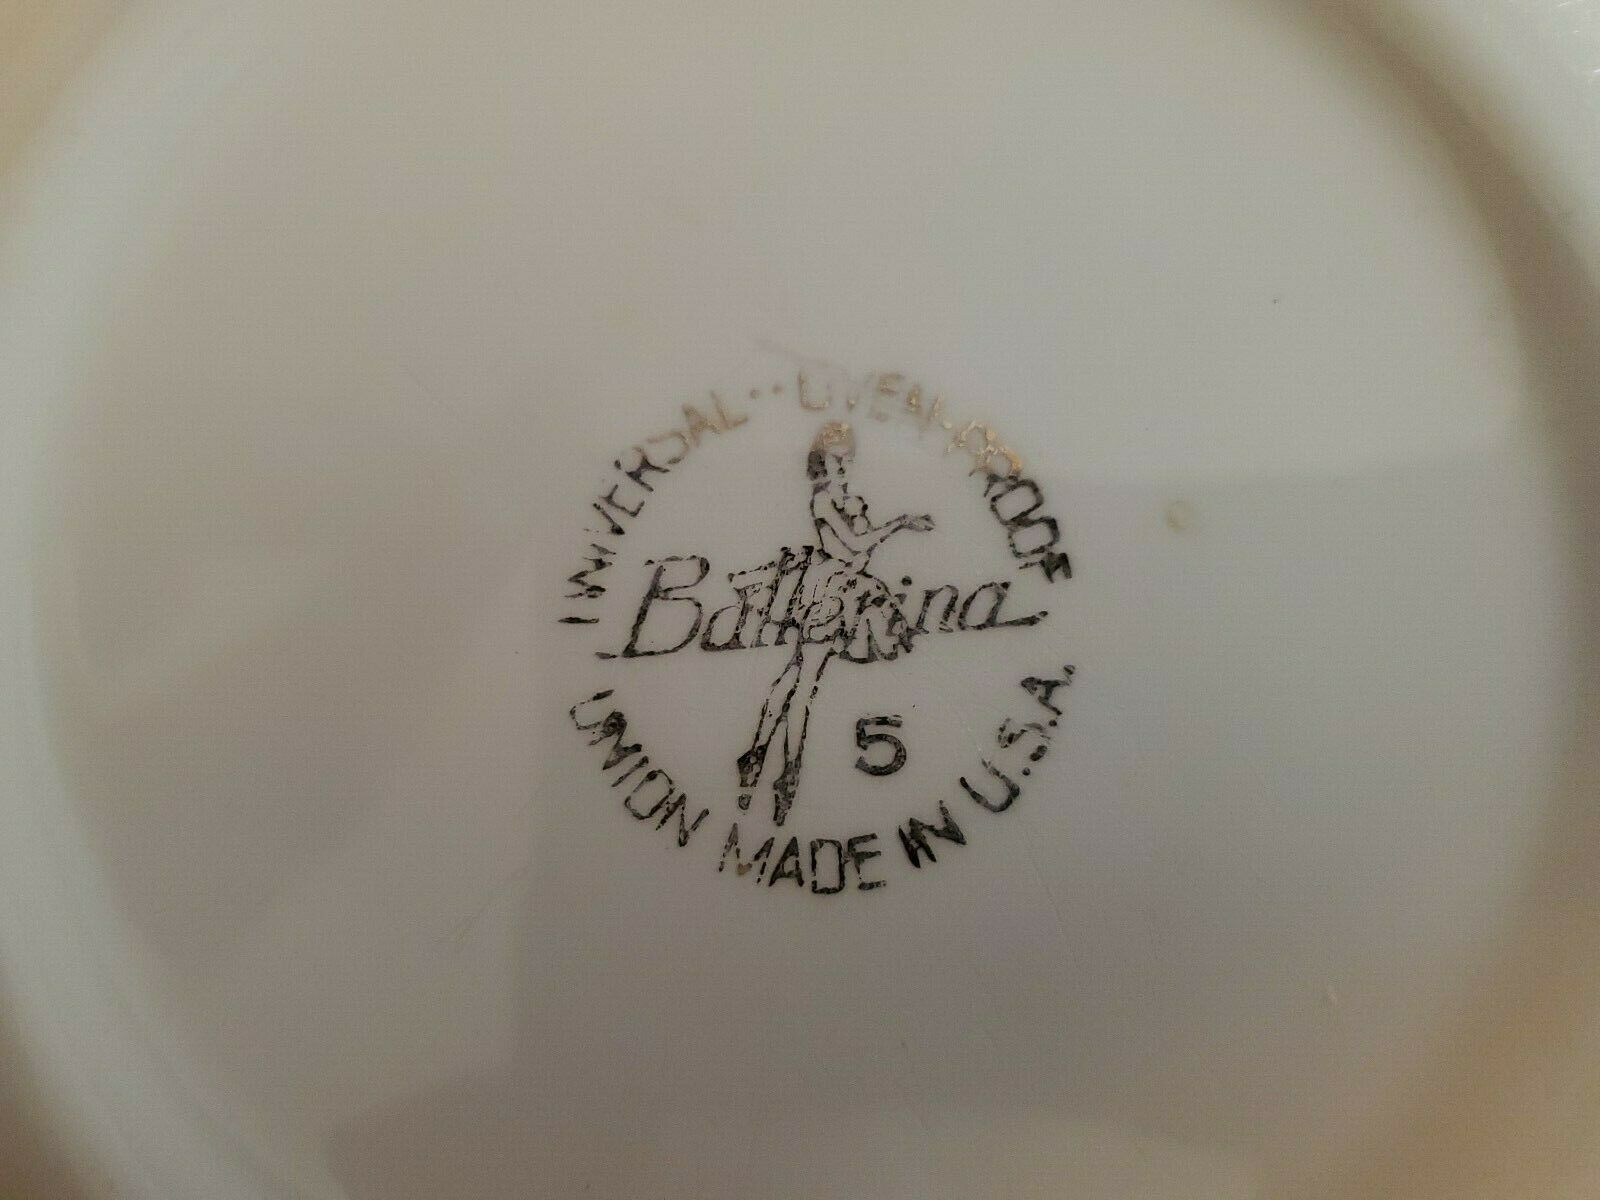 UNIVERSAL ·· OVEN-PROOF
Ballerina
5
UNION MADE IN U.S.A.